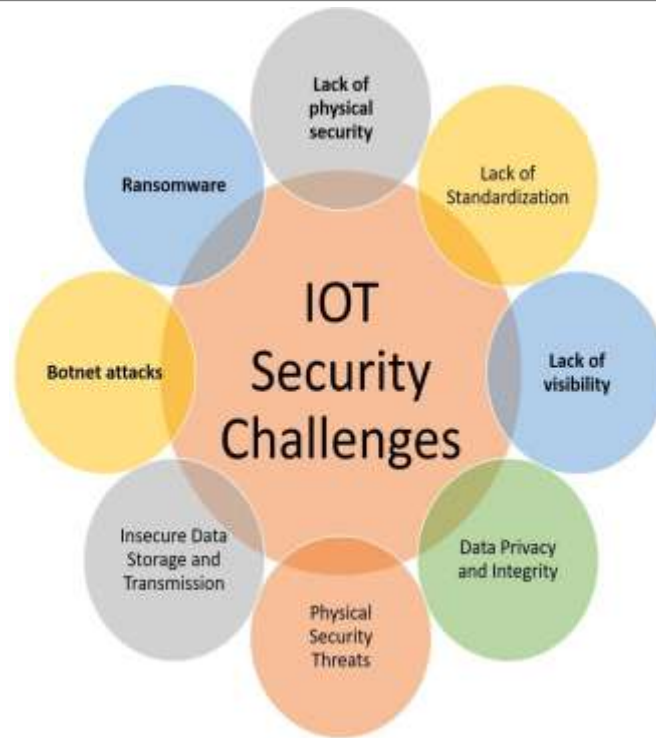 IOT
Security
Challenges
Lack of
physical
security
Lack of
Standardization
Lack of
visibility
Data Privacy
and Integrity
Physical
Security
Threats
Insecure Data
Storage and
Transmission
Botnet attacks
Ransomware